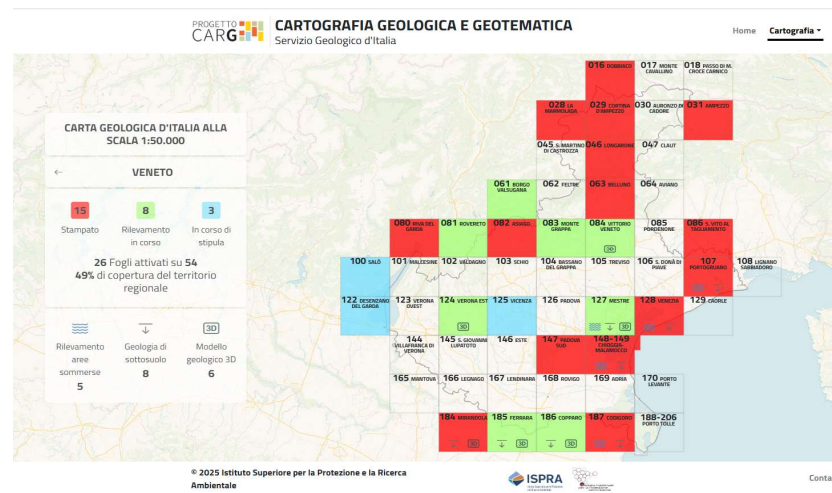 PROGETTO
CARG
CARTOGRAFIA GEOLOGICA E GEOTEMATICA
Servizio Geologico d'Italia
Home
Cartografia
CARTA GEOLOGICA D'ITALIA ALLA
SCALA 1:50.000
←
VENETO
15
8
3
Stampato
Rilevamento
in corso
In corso di
stipula
26 Fogli attivati su 54
49% di copertura del territorio
regionale
3D
Rilevamento
aree
sommerse
5
Geologia di
sottosuolo
8
Modello
geologico 3D
6
016 DOBBIACO
017 MONTE
CAVALLINO
018 PASSO DI M.
CROCE CARNICO
028 LA
MARMOLADA
029 CORTINA
D'AMPEZZO
030 AURONZO DI
CADORE
031 AMPEZZO
045 S. MARTINO
DI CASTROZZA
046 LONGARONE
047 CLAUT
061 BORGO
VALSUGANA
062 FELTRE
063 BELLUNO
064 AVIANO
080 RIVA DEL
GARDA
081 ROVERETO
082 ASIAGO
083 MONTE
GRAPPA
084 VITTORIO
VENETO
3D
085
PORDENONE
086 S. VITO AL
TAGLIAMENTO
100 SALÒ
101 MALCESINE
102 VALDAGNO
103 SCHIO
104 BASSANO
DEL GRAPPA
105 TREVISO
106 S. DONÀ DI
PIAVE
107
PORTOGRUARO
108 LIGNANO
SABBIADORO
122 DESENZANO
DEL GARDA
123 VERONA
OVEST
124 VERONA EST
3D
125 VICENZA
126 PADOVA
127 MESTRE
3D
128 VENEZIA
129 CAORLE
144
VILLAFRANCA DI
VERONA
145 S. GIOVANNI
LUPATOTO
146 ESTE
147 PADOVA
SUD
148-149
CHIOGGIA-
MALAMOCCO
165 MANTOVA
166 LEGNAGO
167 LENDINARA
168 ROVIGO
169 ADRIA
170 PORTO
LEVANTE
184 MIRANDOLA
3D
185 FERRARA
3D
186 COPPARO
3D
187 CODIGORO
188-206
PORTO TOLLE
© 2025 Istituto Superiore per la Protezione e la Ricerca
Ambientale
ISPRA
Conta